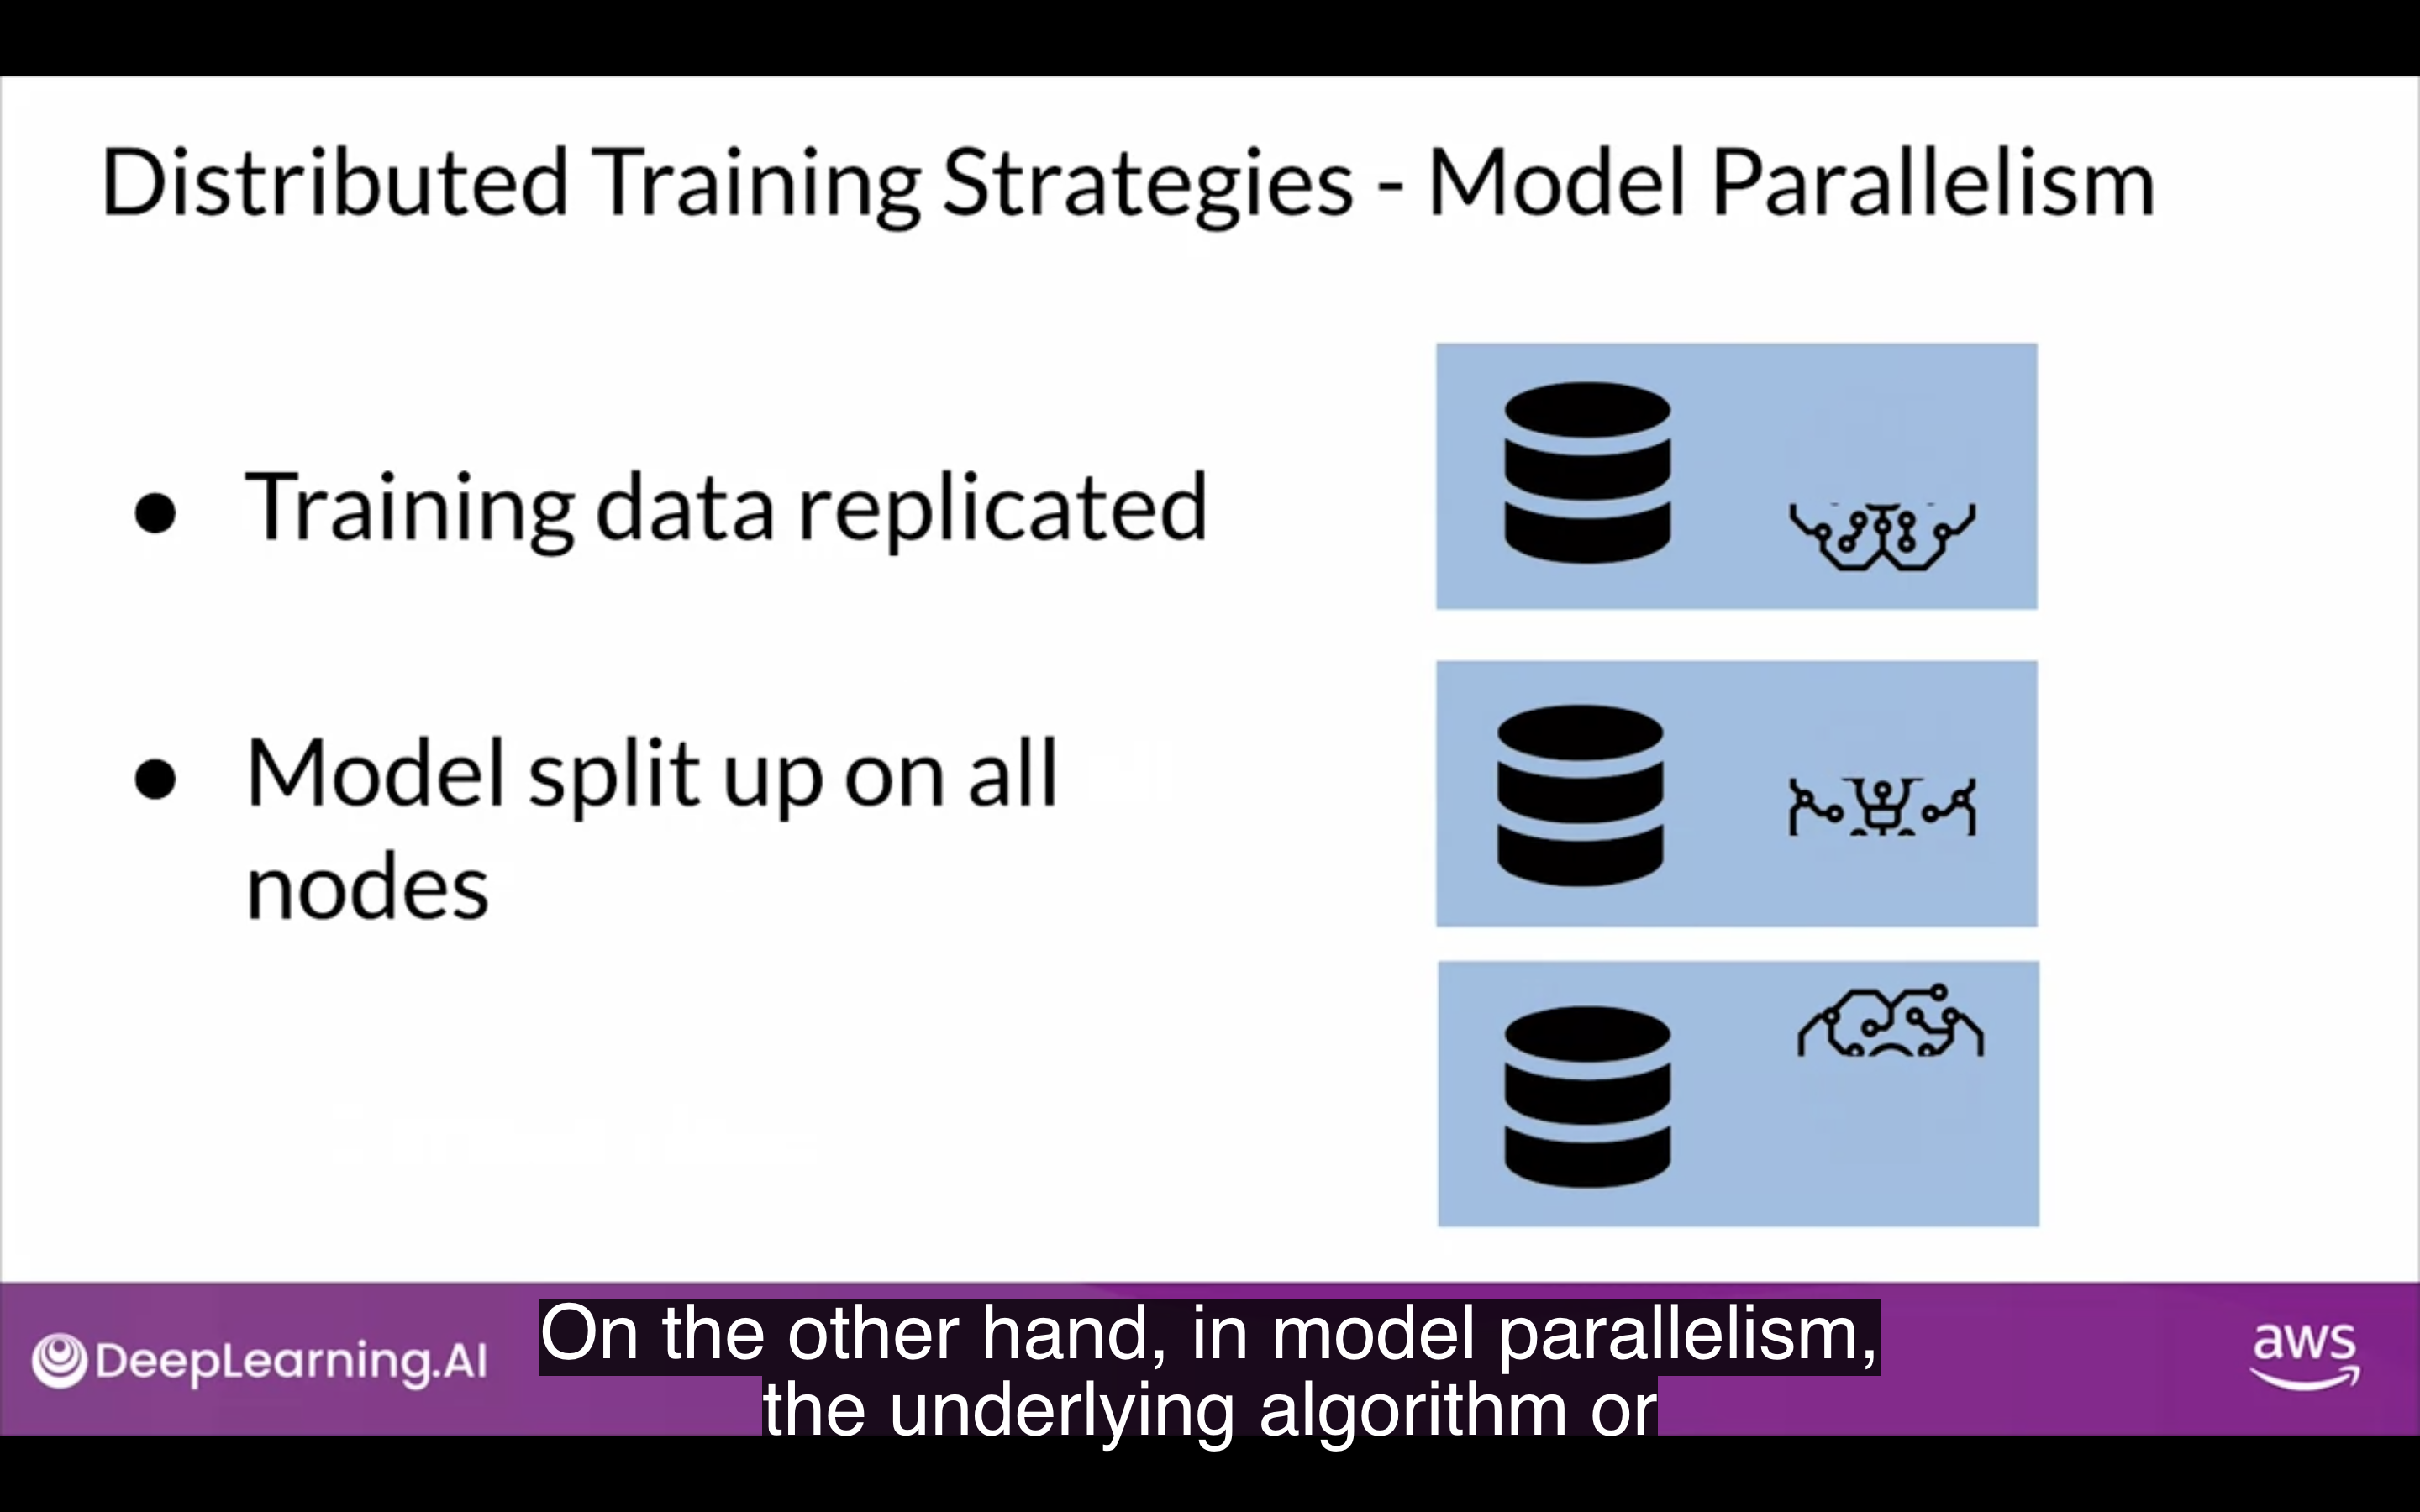 Distributed Training Strategies - Model Parallelism
● Training data replicated
● Model split up on all
nodes
DeepLearning.AI
On the other hand, in model parallelism,
the underlying algorithm or
aws